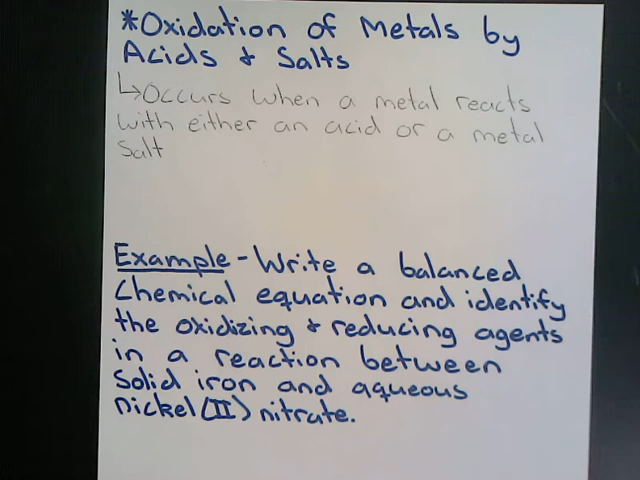 *Oxidation of Metals by
Acids & Salts
↳Occurs when a metal reacts
with either an acid or a metal
salt
Example - Write a balanced
chemical equation and identify
the oxidizing & reducing agents
in a reaction between
solid iron and aqueous
nickel (II) nitrate.